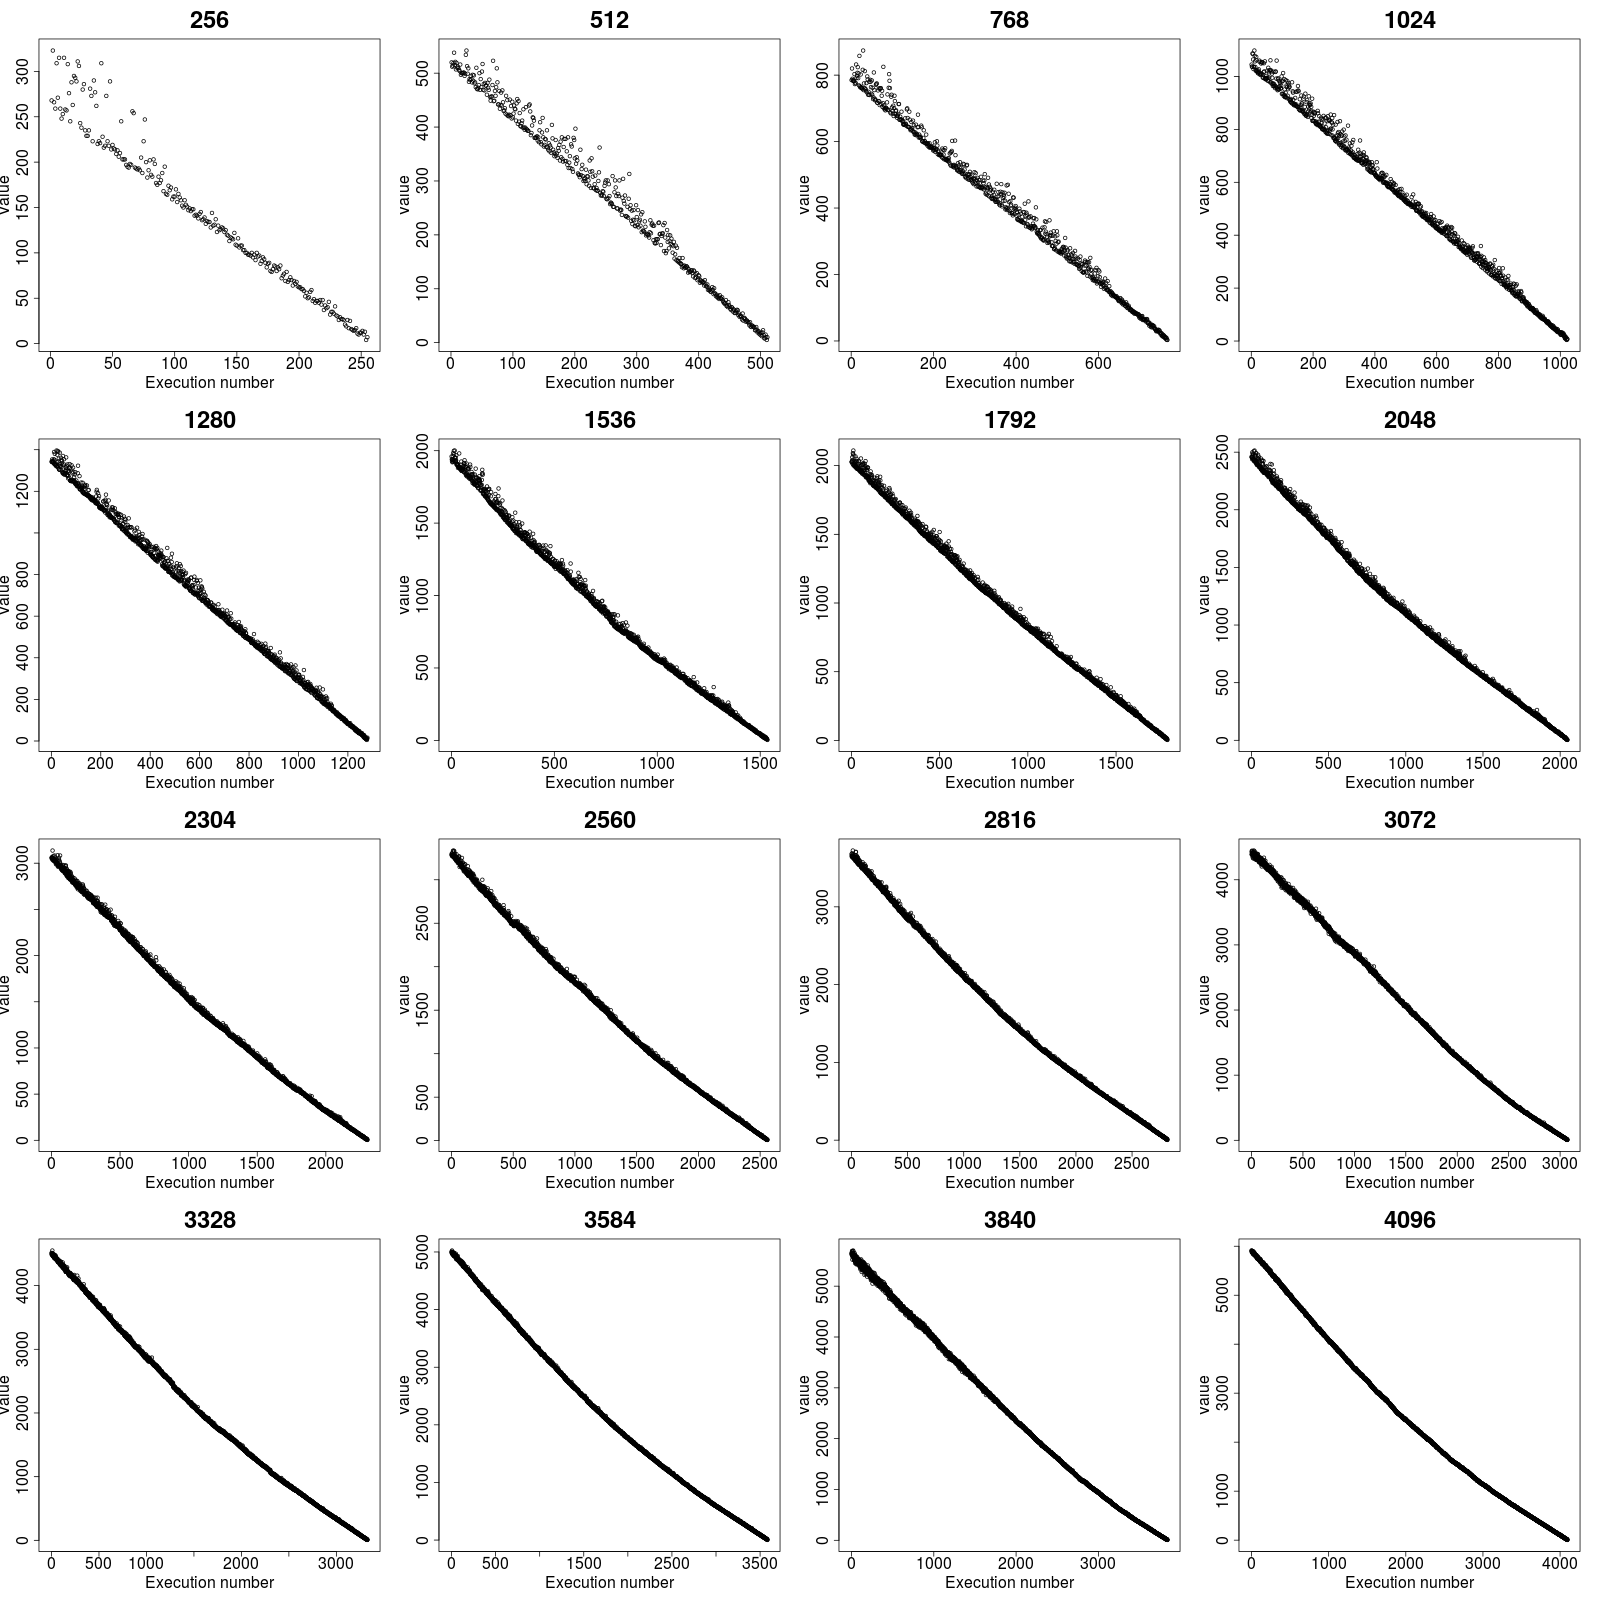 256 512 768 1024
value 0 50 100 150 200 250 300
0 50 100 150 200 250
Execution number
value 0 100 200 300 400 500
0 100 200 300 400 500
Execution number
value 0 200 400 600 800
0 200 400 600
Execution number
value 0 200 400 600 800 1000
0 200 400 600 800 1000
Execution number
1280 1536 1792 2048
value 0 200 400 600 800 1200
0 200 400 600 800 1000 1200
Execution number
value 0 500 1000 1500 2000
0 500 1000 1500
Execution number
value 0 500 1000 1500 2000
0 500 1000 1500
Execution number
value 0 500 1000 1500 2000 2500
0 500 1000 1500 2000
Execution number
2304 2560 2816 3072
value 0 500 1000 2000 3000
0 500 1000 1500 2000
Execution number
value 0 500 1500 2500
0 500 1000 1500 2000 2500
Execution number
value 0 1000 2000 3000
0 500 1000 1500 2000 2500
Execution number
value 0 1000 2000 3000 4000
0 500 1000 1500 2000 2500 3000
Execution number
3328 3584 3840 4096
value 0 1000 2000 3000 4000
0 500 1000 2000 3000
Execution number
value 0 1000 2000 3000 4000 5000
0 500 1500 2500 3500
Execution number
value 0 1000 2000 3000 4000 5000
0 1000 2000 3000
Execution number
value 0 1000 3000 5000
0 1000 2000 3000 4000
Execution number